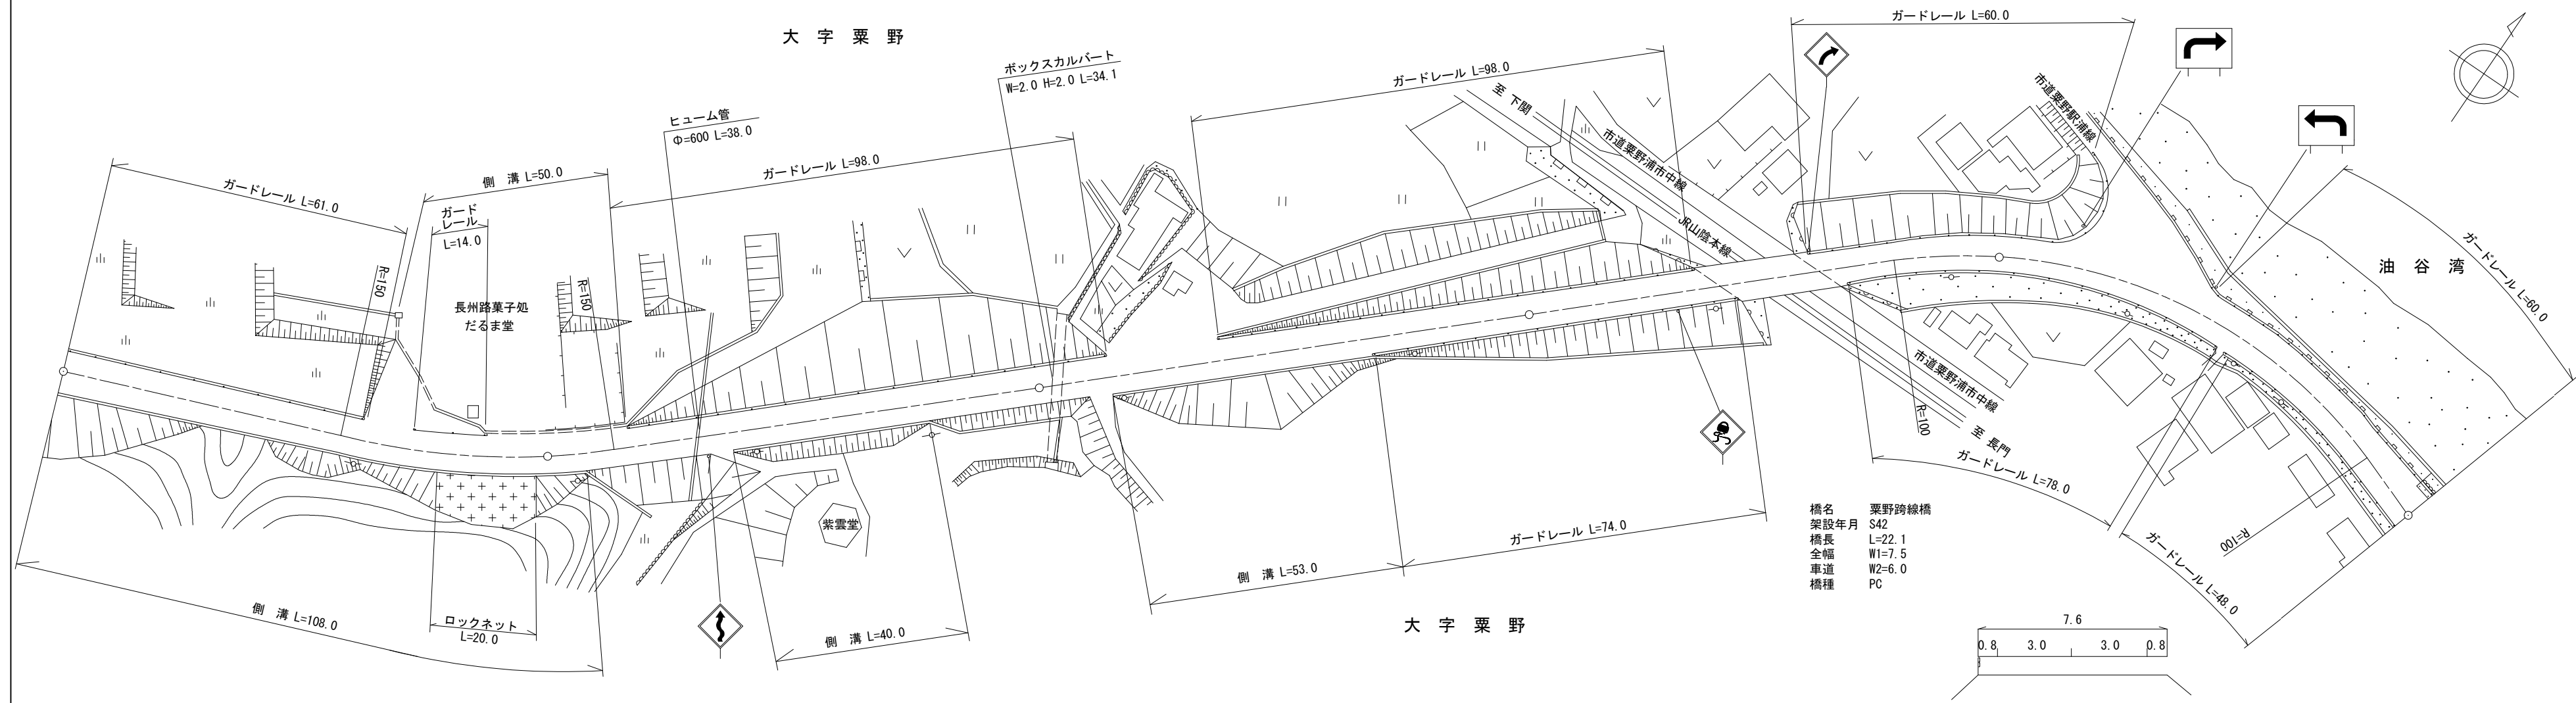 大 字 粟 野
ガードレール L=60.0
ボックスカルバート
W=2.0 H=2.0 L=34.1
ガードレール L=98.0
至 下関
市道粟野駅浦線
ヒューム管
Φ=600 L=38.0
市道粟野浦市中線
ガードレール L=98.0
ガードレール L=61.0
側 溝 L=50.0
ガード
レール
L=14.0
JR山陰本線
ガードレール L=60.0
油 谷 湾
R=150
R=150
長州路菓子処
だるま堂
市道粟野浦市中線
R=100
至 長門
ガードレール L=78.0
紫雲堂
橋名 粟野跨線橋
架設年月 S42
橋長 L=22.1
全幅 W1=7.5
車道 W2=6.0
橋種 PC
ガードレール L=74.0
R=100
側 溝 L=53.0
ガードレール L=48.0
側 溝 L=108.0
ロックネット
L=20.0
側 溝 L=40.0
大 字 粟 野
7.6
0.8 3.0 3.0 0.8